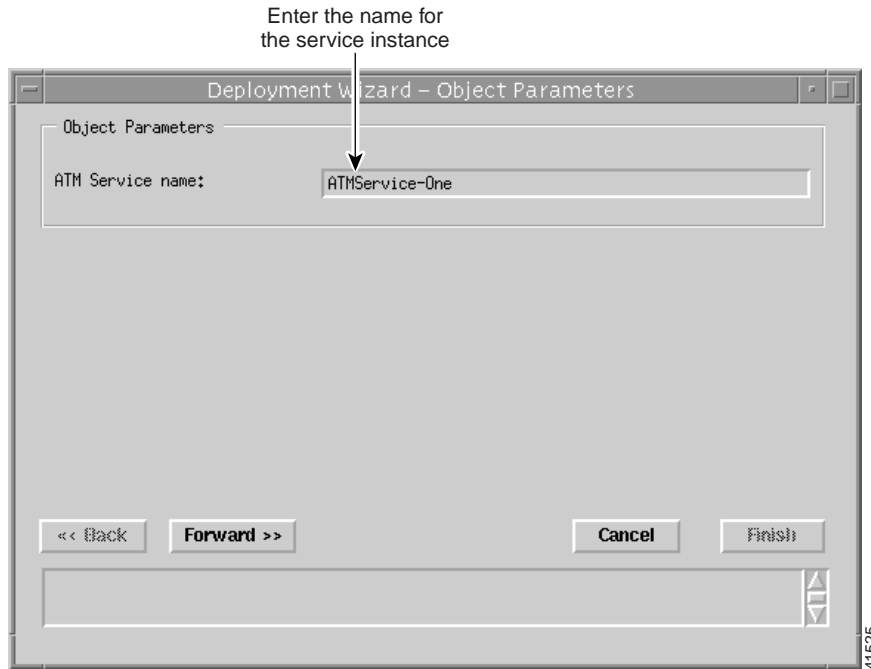 Enter the name for
the service instance
Deployment Wizard – Object Parameters
Object Parameters
ATM Service name:
ATMService-One
<< Back
Forward >>
Cancel
Finish
41525